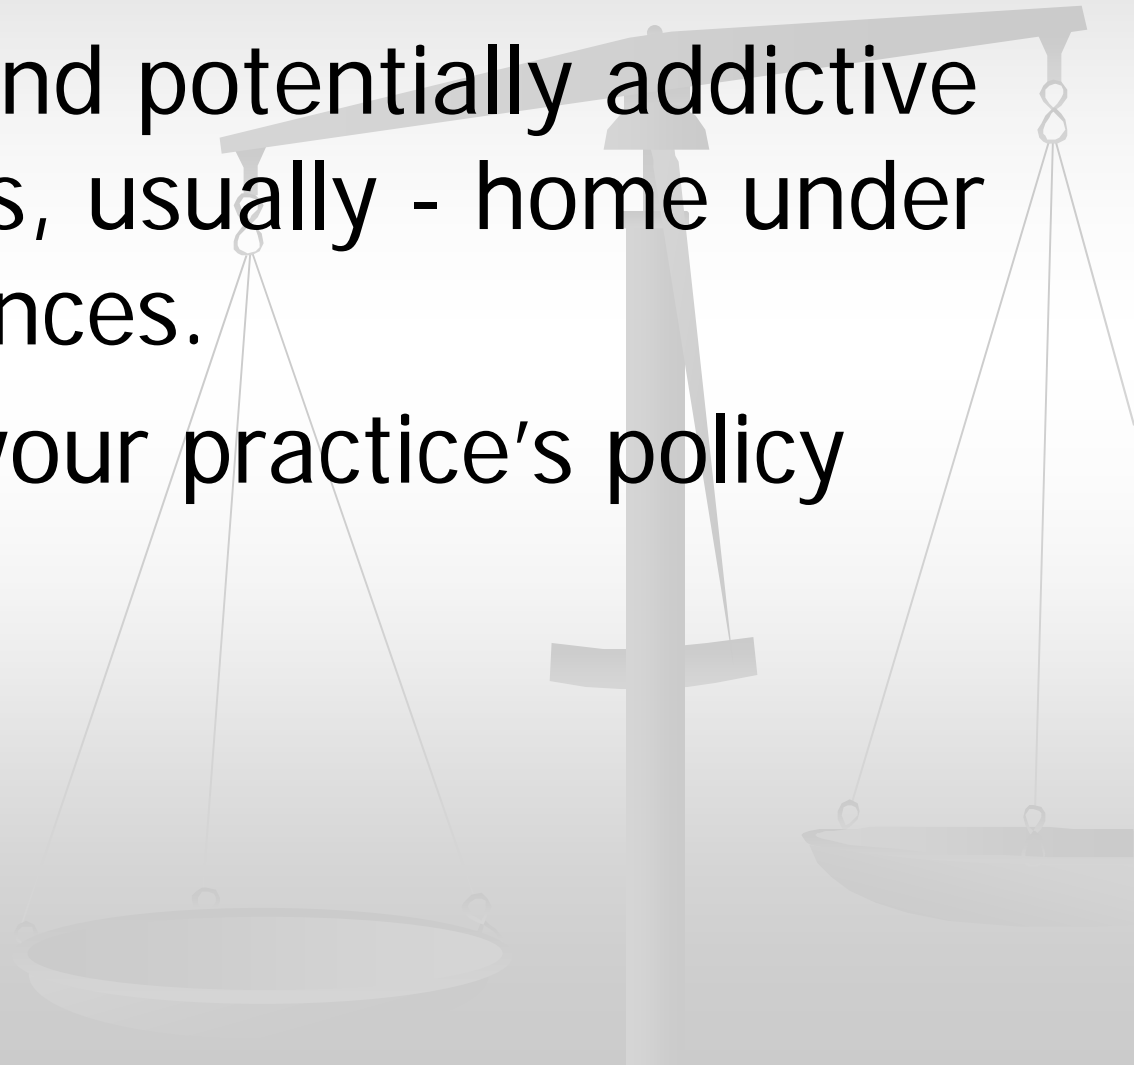 nd potentially addictive
s, usually - home under
nces.
your practice's policy